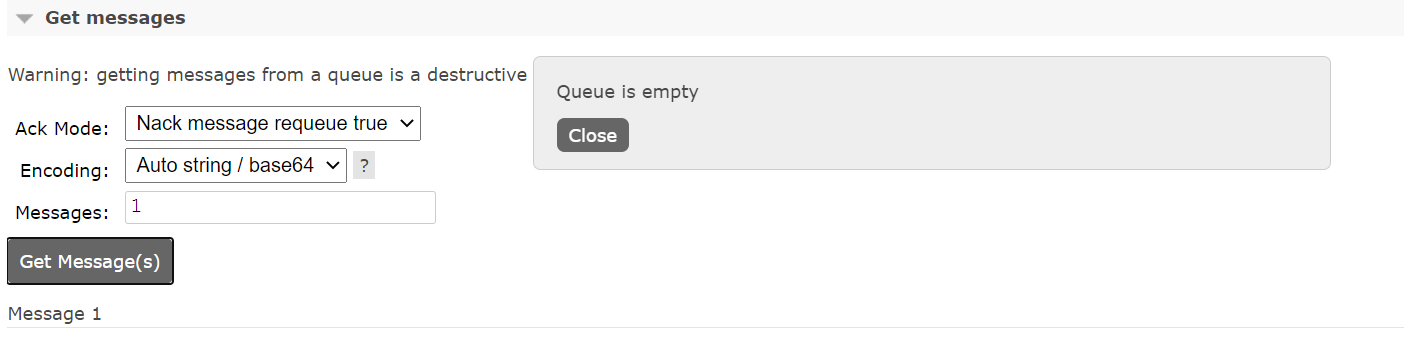 Get messages
Warning: getting messages from a queue is a destructive
Queue is empty
Close
Ack Mode: Nack message requeue true
Encoding: Auto string / base64 ?
Messages: 1
Get Message(s)
Message 1